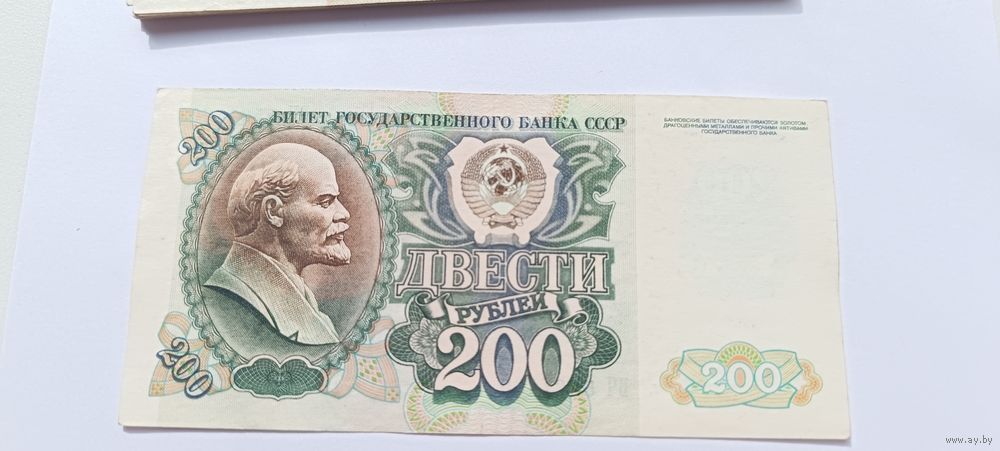 200
БИЛЕТ ГОСУДАРСТВЕННОГО БАНКА СССР
БАНКОВСКИЕ БИЛЕТЫ ОБЕСПЕЧИВАЮТСЯ ЗОЛОТОМ
ДРАГОЦЕННЫМИ МЕТАЛЛАМИ И ПРОЧИМИ АКТИВАМИ
ГОСУДАРСТВЕННОГО БАНКА
ДВЕСТИ
РУБЛЕЙ
200
200
200
www.ay.by